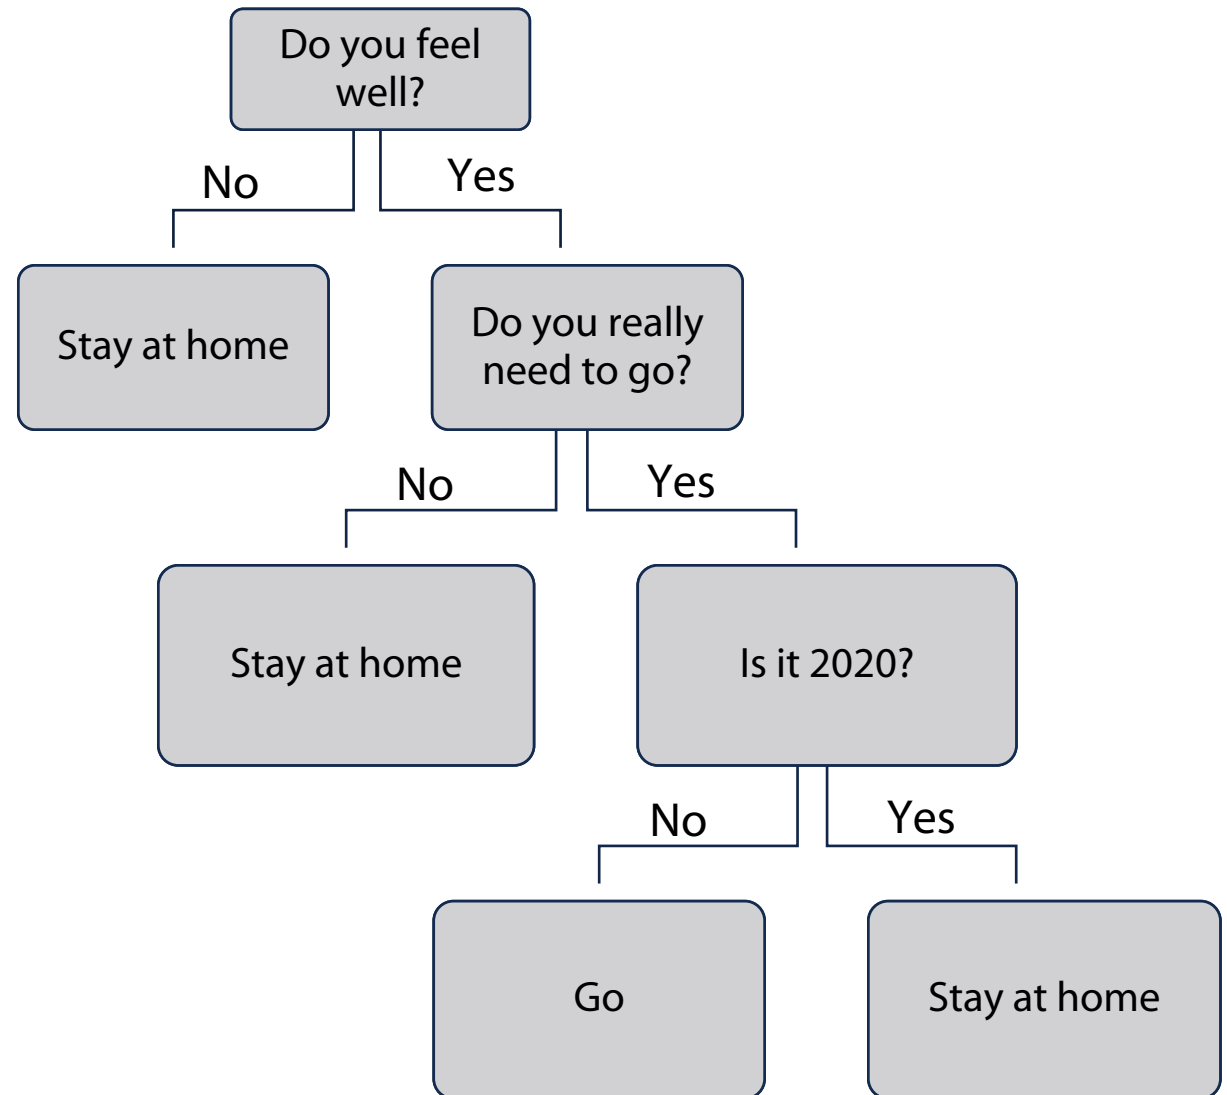 Do you feel
well?
No
Yes
Stay at home
Do you really
need to go?
No
Yes
Stay at home
Is it 2020?
No
Yes
Go
Stay at home